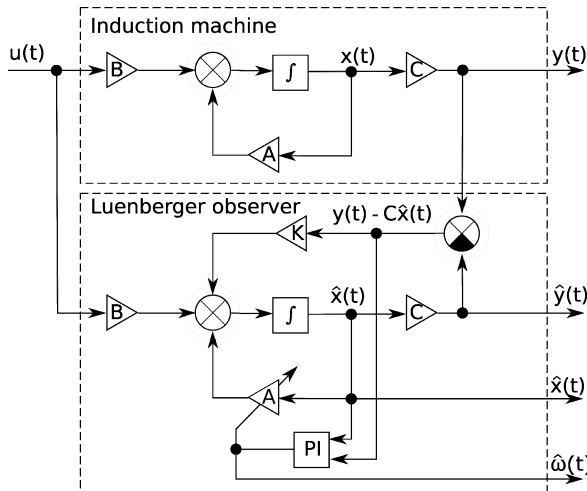 Induction machine
u(t)
B
∫
x(t)
C
y(t)
A
Luenberger observer
K
y(t) - Cx̂(t)
B
∫
x̂(t)
C
ŷ(t)
A
x̂(t)
PI
ω̂(t)